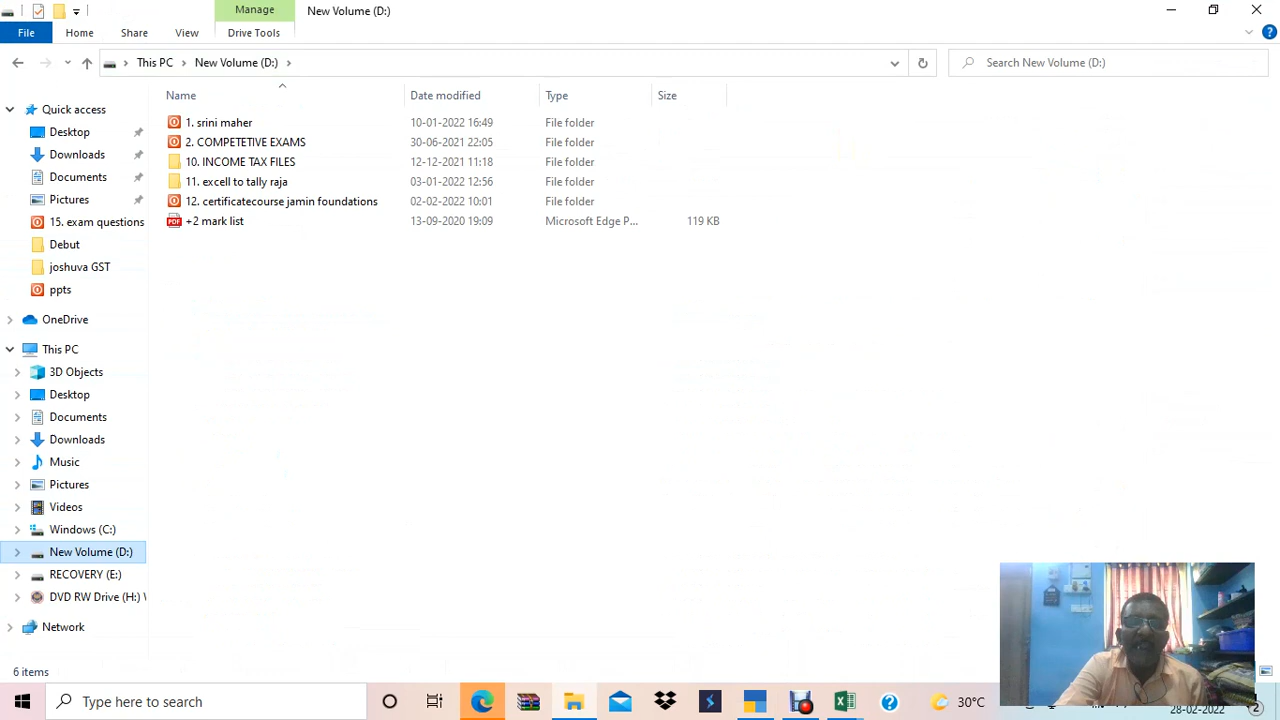 Manage
New Volume (D:)
File
Home
Share
View
Drive Tools
This PC
New Volume (D:)
Search New Volume (D:)
Name
Date modified
Type
Size
Quick access
Desktop
Downloads
Documents
Pictures
15. exam questions
Debut
joshuva GST
ppts
OneDrive
This PC
3D Objects
Desktop
Documents
Downloads
Music
Pictures
Videos
Windows (C:)
New Volume (D:)
RECOVERY (E:)
DVD RW Drive (H:)
Network
1. srini maher 10-01-2022 16:49 File folder
2. COMPETETIVE EXAMS 30-06-2021 22:05 File folder
10. INCOME TAX FILES 12-12-2021 11:18 File folder
11. excell to tally raja 03-01-2022 12:56 File folder
12. certificatecourse jamin foundations 02-02-2022 10:01 File folder
PDF +2 mark list 13-09-2020 19:09 Microsoft Edge P... 119 KB
6 items
Type here to search
30°C
28-02-2022
2